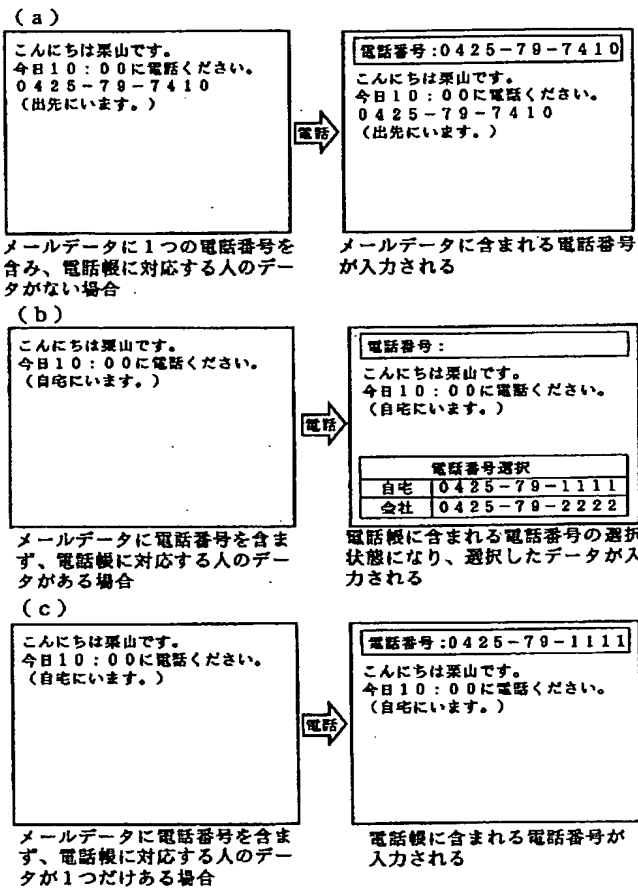 (a)
こんにちは栗山です。
今日10:00に電話ください。
0425-79-7410
(出先にいます。)
電話
電話番号:0425-79-7410
こんにちは栗山です。
今日10:00に電話ください。
0425-79-7410
(出先にいます。)
メールデータに1つの電話番号を
含み、電話帳に対応する人のデー
タがない場合
メールデータに含まれる電話番号
が入力される
(b)
こんにちは栗山です。
今日10:00に電話ください。
(自宅にいます。)
電話
電話番号:
こんにちは栗山です。
今日10:00に電話ください。
(自宅にいます。)
電話番号選択
自宅 0425-79-1111
会社 0425-79-2222
メールデータに電話番号を含ま
ず、電話帳に対応する人のデー
タがある場合
電話帳に含まれる電話番号の選択
状態になり、選択したデータが入
力される
(c)
こんにちは栗山です。
今日10:00に電話ください。
(自宅にいます。)
電話
電話番号:0425-79-1111
こんにちは栗山です。
今日10:00に電話ください。
(自宅にいます。)
メールデータに電話番号を含ま
ず、電話帳に対応する人のデー
タが1つだけある場合
電話帳に含まれる電話番号が
入力される